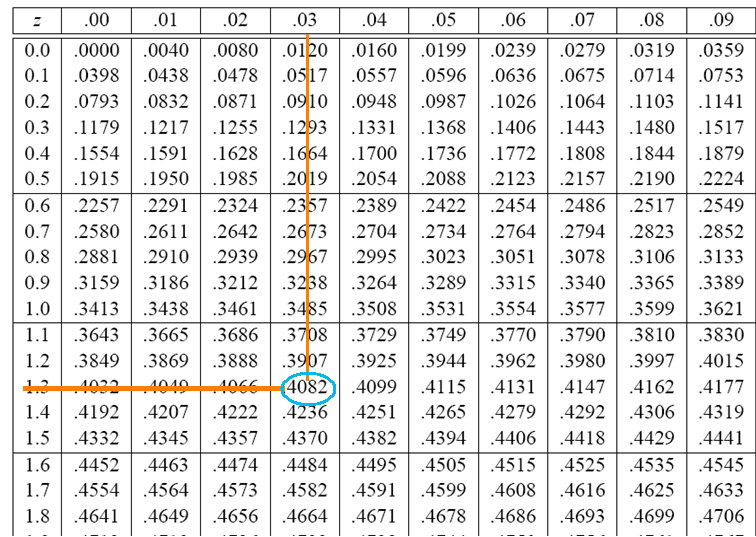 z .00 .01 .02 .03 .04 .05 .06 .07 .08 .09
0.0 .0000 .0040 .0080 .0120 .0160 .0199 .0239 .0279 .0319 .0359
0.1 .0398 .0438 .0478 .0517 .0557 .0596 .0636 .0675 .0714 .0753
0.2 .0793 .0832 .0871 .0910 .0948 .0987 .1026 .1064 .1103 .1141
0.3 .1179 .1217 .1255 .1293 .1331 .1368 .1406 .1443 .1480 .1517
0.4 .1554 .1591 .1628 .1664 .1700 .1736 .1772 .1808 .1844 .1879
0.5 .1915 .1950 .1985 .2019 .2054 .2088 .2123 .2157 .2190 .2224
0.6 .2257 .2291 .2324 .2357 .2389 .2422 .2454 .2486 .2517 .2549
0.7 .2580 .2611 .2642 .2673 .2704 .2734 .2764 .2794 .2823 .2852
0.8 .2881 .2910 .2939 .2967 .2995 .3023 .3051 .3078 .3106 .3133
0.9 .3159 .3186 .3212 .3238 .3264 .3289 .3315 .3340 .3365 .3389
1.0 .3413 .3438 .3461 .3485 .3508 .3531 .3554 .3577 .3599 .3621
1.1 .3643 .3665 .3686 .3708 .3729 .3749 .3770 .3790 .3810 .3830
1.2 .3849 .3869 .3888 .3907 .3925 .3944 .3962 .3980 .3997 .4015
1.3 .4032 .4049 .4066 .4082 .4099 .4115 .4131 .4147 .4162 .4177
1.4 .4192 .4207 .4222 .4236 .4251 .4265 .4279 .4292 .4306 .4319
1.5 .4332 .4345 .4357 .4370 .4382 .4394 .4406 .4418 .4429 .4441
1.6 .4452 .4463 .4474 .4484 .4495 .4505 .4515 .4525 .4535 .4545
1.7 .4554 .4564 .4573 .4582 .4591 .4599 .4608 .4616 .4625 .4633
1.8 .4641 .4649 .4656 .4664 .4671 .4678 .4686 .4693 .4699 .4706